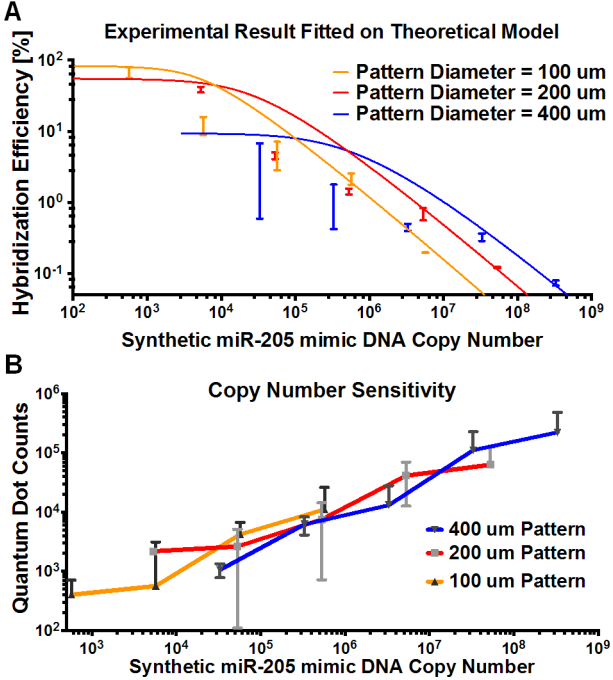 A
Experimental Result Fitted on Theoretical Model
Hybridization Efficiency [%]
10^2
10^1
10^0
10^-1
Pattern Diameter = 100 um
Pattern Diameter = 200 um
Pattern Diameter = 400 um
10^2 10^3 10^4 10^5 10^6 10^7 10^8 10^9
Synthetic miR-205 mimic DNA Copy Number
B
Copy Number Sensitivity
Quantum Dot Counts
10^6
10^5
10^4
10^3
10^2
400 um Pattern
200 um Pattern
100 um Pattern
10^3 10^4 10^5 10^6 10^7 10^8 10^9
Synthetic miR-205 mimic DNA Copy Number